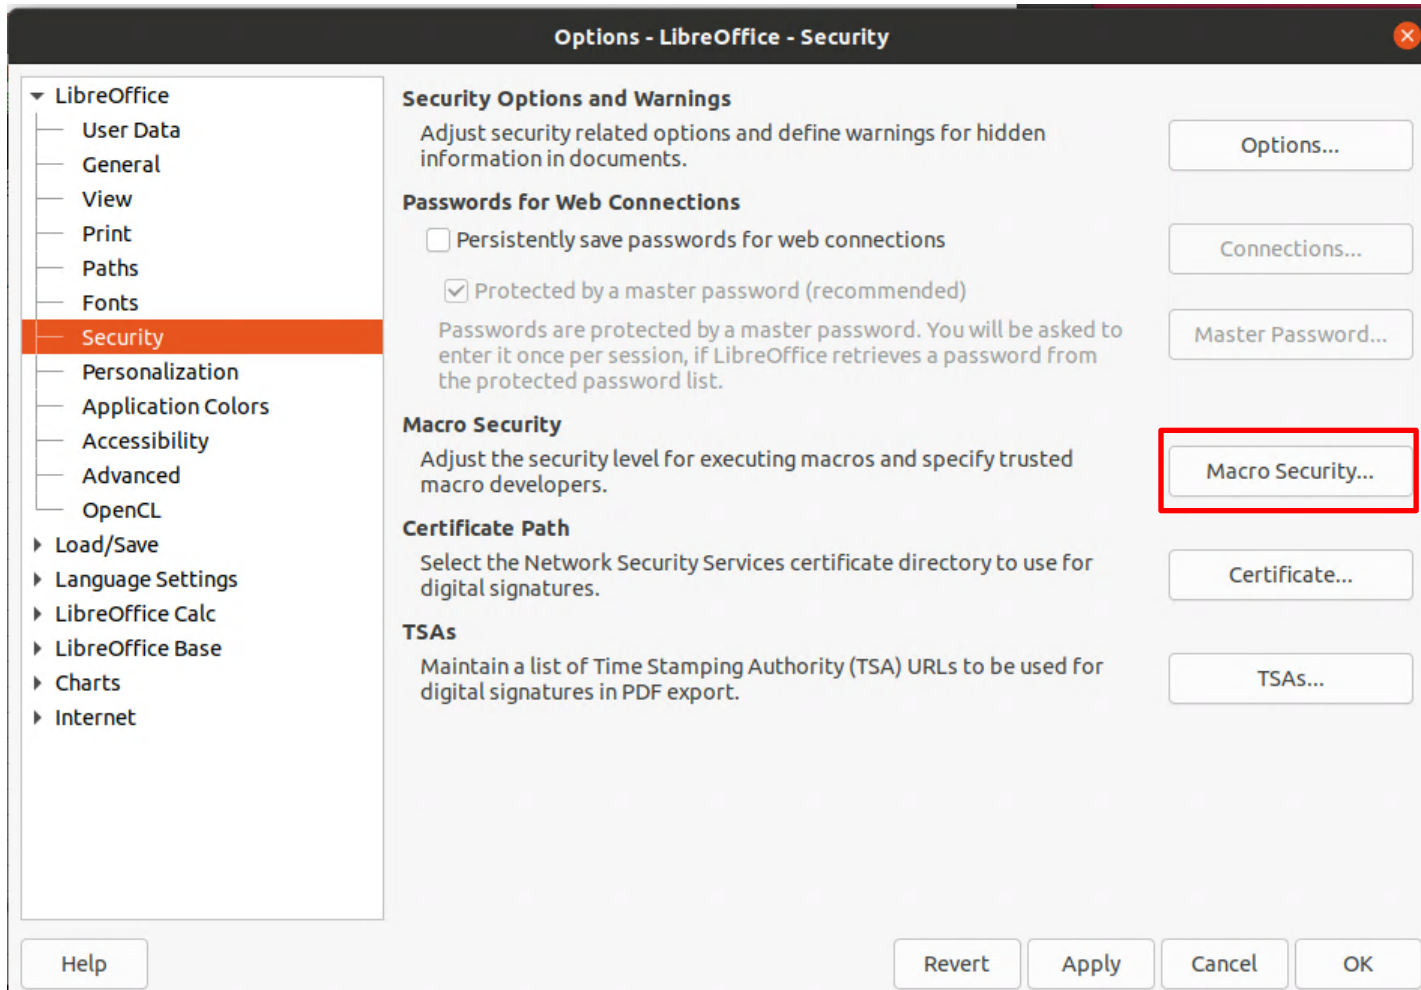 Options - LibreOffice - Security
LibreOffice
User Data
General
View
Print
Paths
Fonts
Security
Personalization
Application Colors
Accessibility
Advanced
OpenCL
Load/Save
Language Settings
LibreOffice Calc
LibreOffice Base
Charts
Internet
Security Options and Warnings
Adjust security related options and define warnings for hidden
information in documents.
Options...
Passwords for Web Connections
Persistently save passwords for web connections
Connections...
Protected by a master password (recommended)
Passwords are protected by a master password. You will be asked to
enter it once per session, if LibreOffice retrieves a password from
the protected password list.
Master Password...
Macro Security
Adjust the security level for executing macros and specify trusted
macro developers.
Macro Security...
Certificate Path
Select the Network Security Services certificate directory to use for
digital signatures.
Certificate...
TSAs
Maintain a list of Time Stamping Authority (TSA) URLs to be used for
digital signatures in PDF export.
TSAs...
Help
Revert
Apply
Cancel
OK